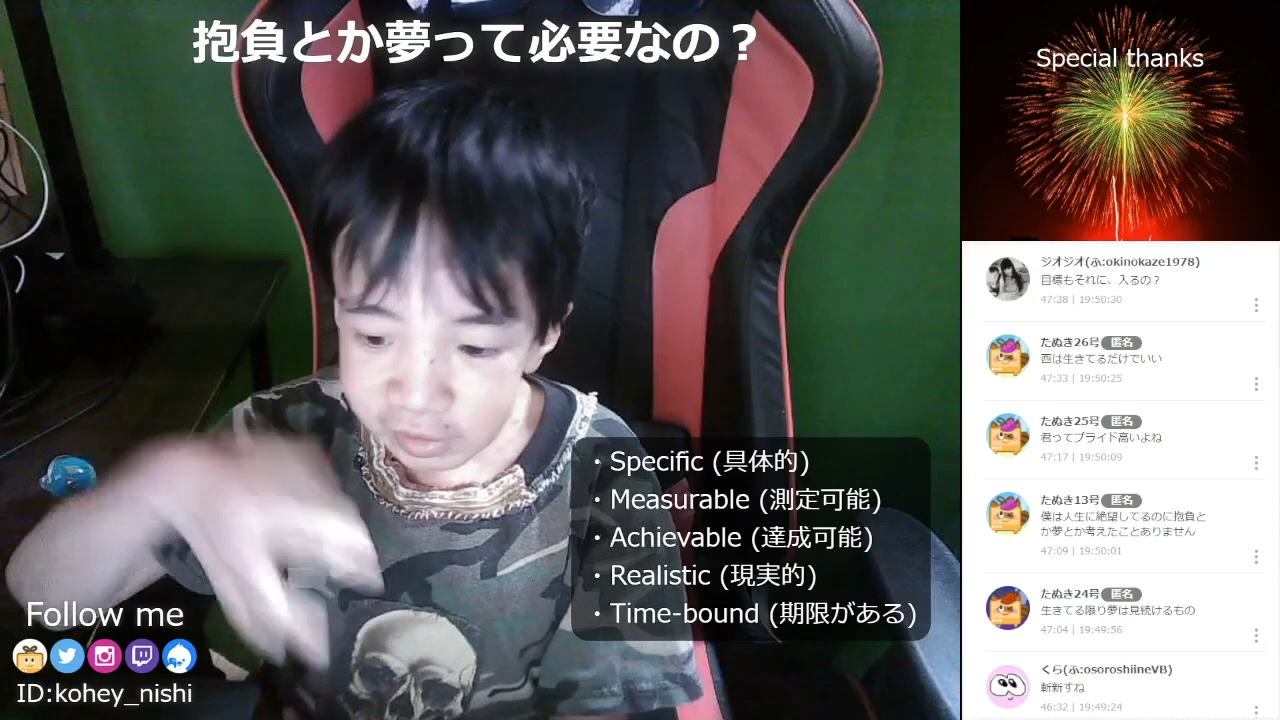 抱負とか夢って必要なの？
・Specific (具体的)
・Measurable (測定可能)
・Achievable (達成可能)
・Realistic (現実的)
・Time-bound (期限がある)
Follow me
ID:kohey_nishi
Special thanks
ジオジオ(ふ:okinokaze1978)
目標もそれに、入るの？
47:38 | 19:50:30
たぬき26号 匿名
西は生きてるだけでいい
47:33 | 19:50:25
たぬき25号 匿名
君ってプライド高いよね
47:17 | 19:50:09
たぬき13号 匿名
僕は人生に絶望してるのに抱負と
か夢とか考えたことありません
47:09 | 19:50:01
たぬき24号 匿名
生きてる限り夢は見続けるもの
47:04 | 19:49:56
くら(ふ:osoroshiineVB)
斬新すね
46:32 | 19:49:24